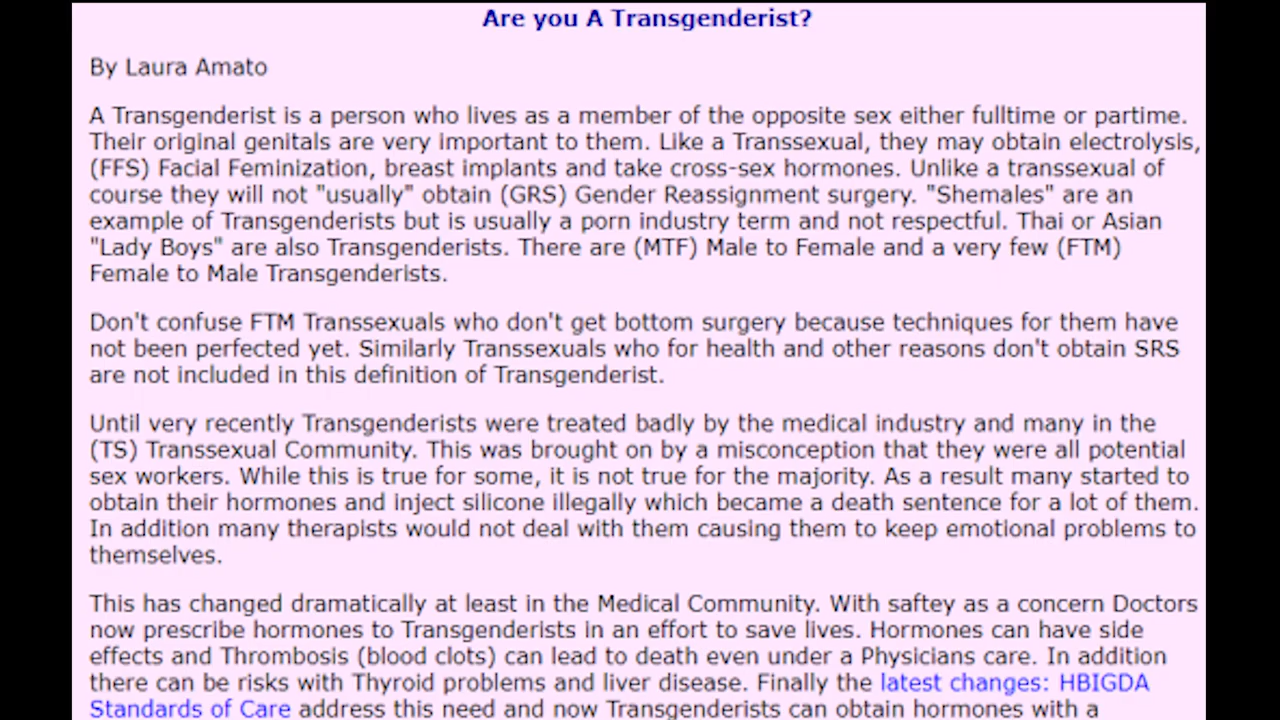 Are you A Transgenderist?
By Laura Amato
A Transgenderist is a person who lives as a member of the opposite sex either fulltime or partime.
Their original genitals are very important to them. Like a Transsexual, they may obtain electrolysis,
(FFS) Facial Feminization, breast implants and take cross-sex hormones. Unlike a transsexual of
course they will not "usually" obtain (GRS) Gender Reassignment surgery. "Shemales" are an
example of Transgenderists but is usually a porn industry term and not respectful. Thai or Asian
"Lady Boys" are also Transgenderists. There are (MTF) Male to Female and a very few (FTM)
Female to Male Transgenderists.
Don't confuse FTM Transsexuals who don't get bottom surgery because techniques for them have
not been perfected yet. Similarly Transsexuals who for health and other reasons don't obtain SRS
are not included in this definition of Transgenderist.
Until very recently Transgenderists were treated badly by the medical industry and many in the
(TS) Transsexual Community. This was brought on by a misconception that they were all potential
sex workers. While this is true for some, it is not true for the majority. As a result many started to
obtain their hormones and inject silicone illegally which became a death sentence for a lot of them.
In addition many therapists would not deal with them causing them to keep emotional problems to
themselves.
This has changed dramatically at least in the Medical Community. With saftey as a concern Doctors
now prescribe hormones to Transgenderists in an effort to save lives. Hormones can have side
effects and Thrombosis (blood clots) can lead to death even under a Physicians care. In addition
there can be risks with Thyroid problems and liver disease. Finally the latest changes: HBIGDA
Standards of Care address this need and now Transgenderists can obtain hormones with a